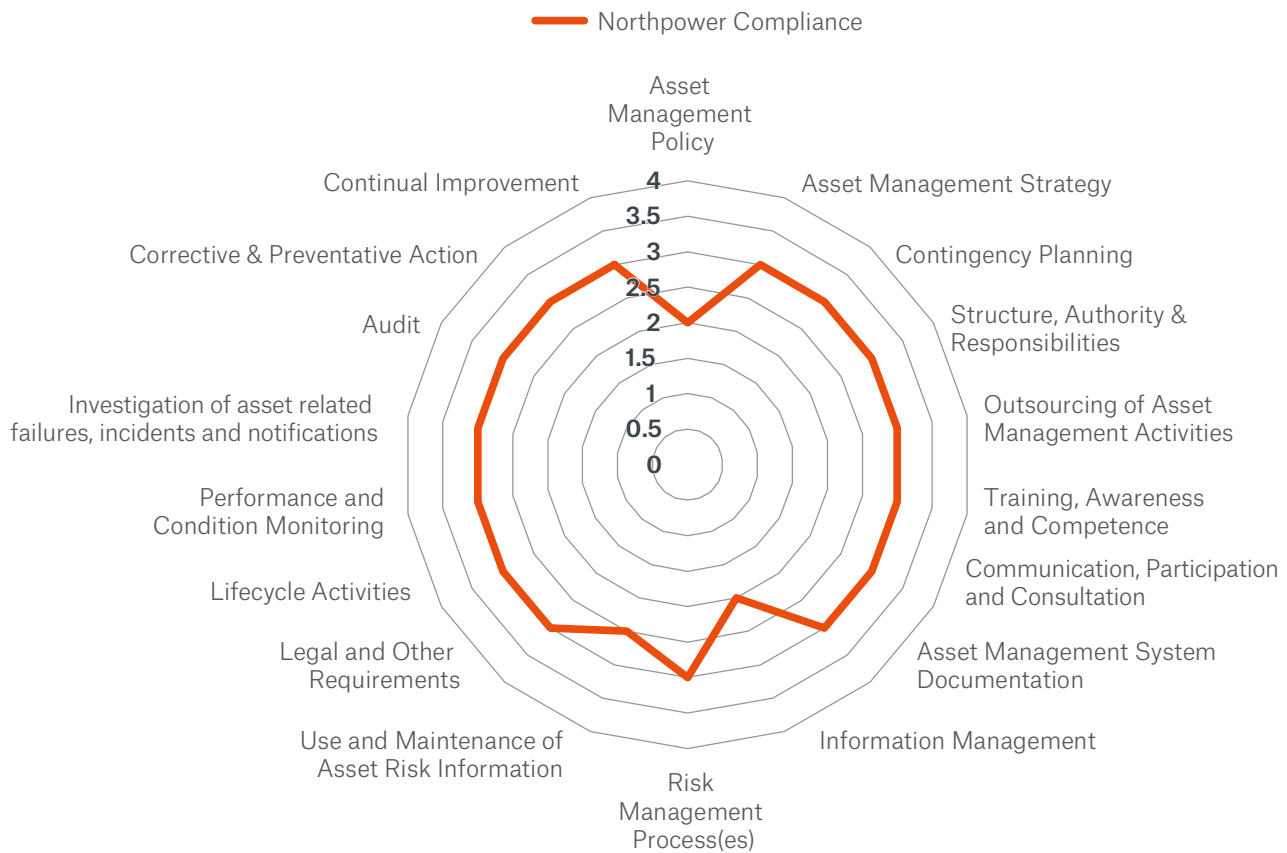 Northpower Compliance
Asset
Management
Policy
Asset Management Strategy
Contingency Planning
Structure, Authority &
Responsibilities
Outsourcing of Asset
Management Activities
Training, Awareness
and Competence
Communication, Participation
and Consultation
Asset Management System
Documentation
Information Management
Risk
Management
Process(es)
Use and Maintenance of
Asset Risk Information
Legal and Other
Requirements
Lifecycle Activities
Performance and
Condition Monitoring
Investigation of asset related
failures, incidents and notifications
Audit
Corrective & Preventative Action
Continual Improvement
4
3.5
3
2.5
2
1.5
1
0.5
0